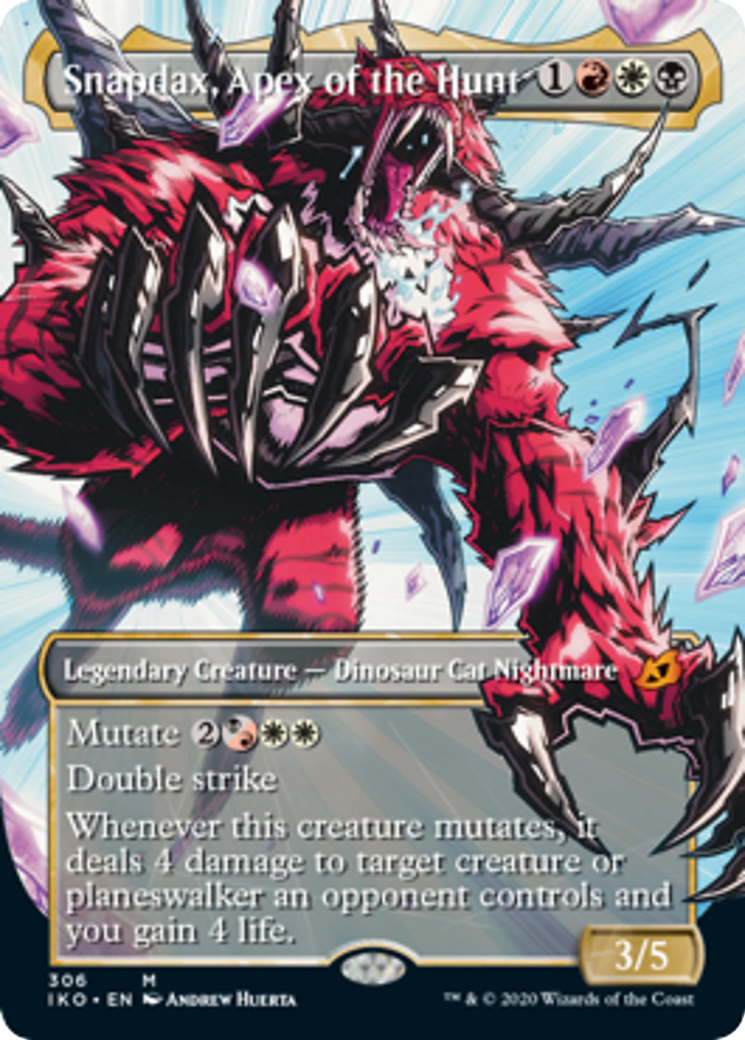 Snapdax, Apex of the Hunt 1
Legendary Creature — Dinosaur Cat Nightmare
Mutate 2
Double strike
Whenever this creature mutates, it
deals 4 damage to target creature or
planeswalker an opponent controls and
you gain 4 life.
3/5
306 M
IKO • EN Andrew Huerta
™ & © 2020 Wizards of the Coast